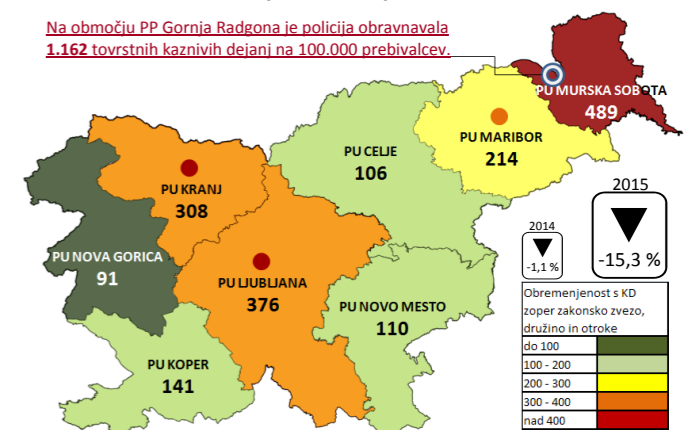 Na območju PP Gornja Radgona je policija obravnavala
1.162 tovrstnih kaznivih dejanj na 100.000 prebivalcev.
PU MURSKA SOBOTA
489
PU MARIBOR
214
PU CELJE
106
PU KRANJ
308
PU NOVA GORICA
91
PU LJUBLJANA
376
PU NOVO MESTO
110
PU KOPER
141
2014
-1,1 %
2015
-15,3 %
Obremenjenost s KD
zoper zakonsko zvezo,
družino in otroke
do 100
100 - 200
200 - 300
300 - 400
nad 400